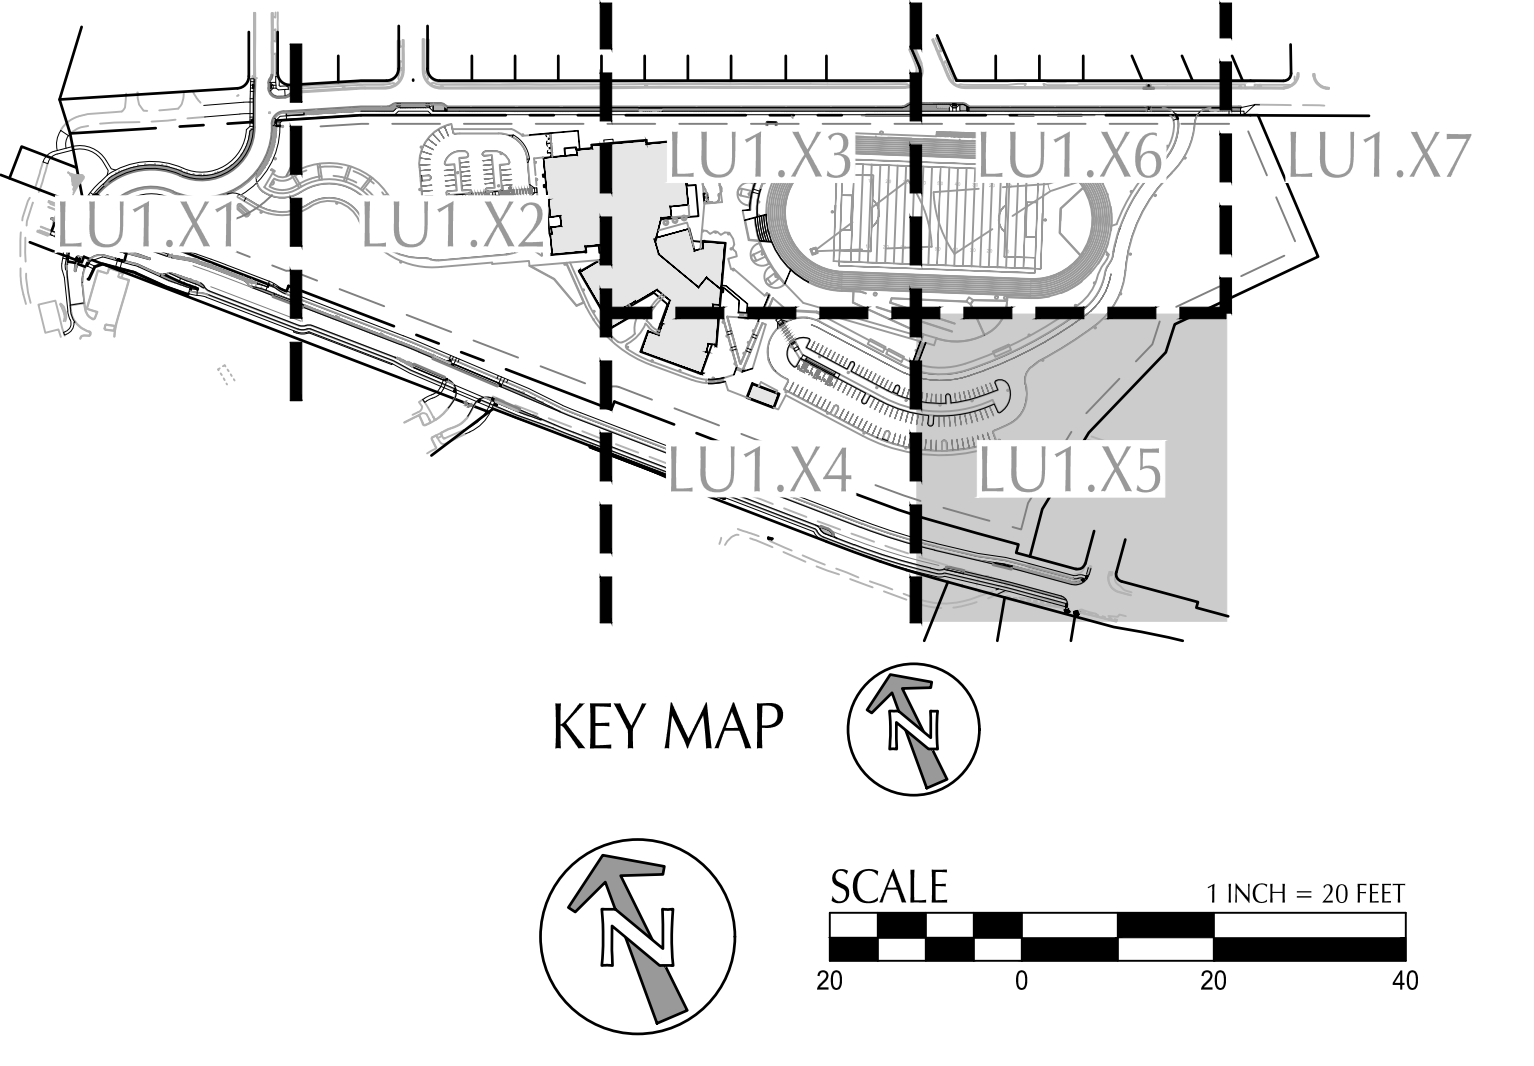 LU1.X3
LU1.X6
LU1.X7
LU1.X1
LU1.X2
LU1.X4
LU1.X5
KEY MAP
N
N
SCALE
1 INCH = 20 FEET
20 0 20 40